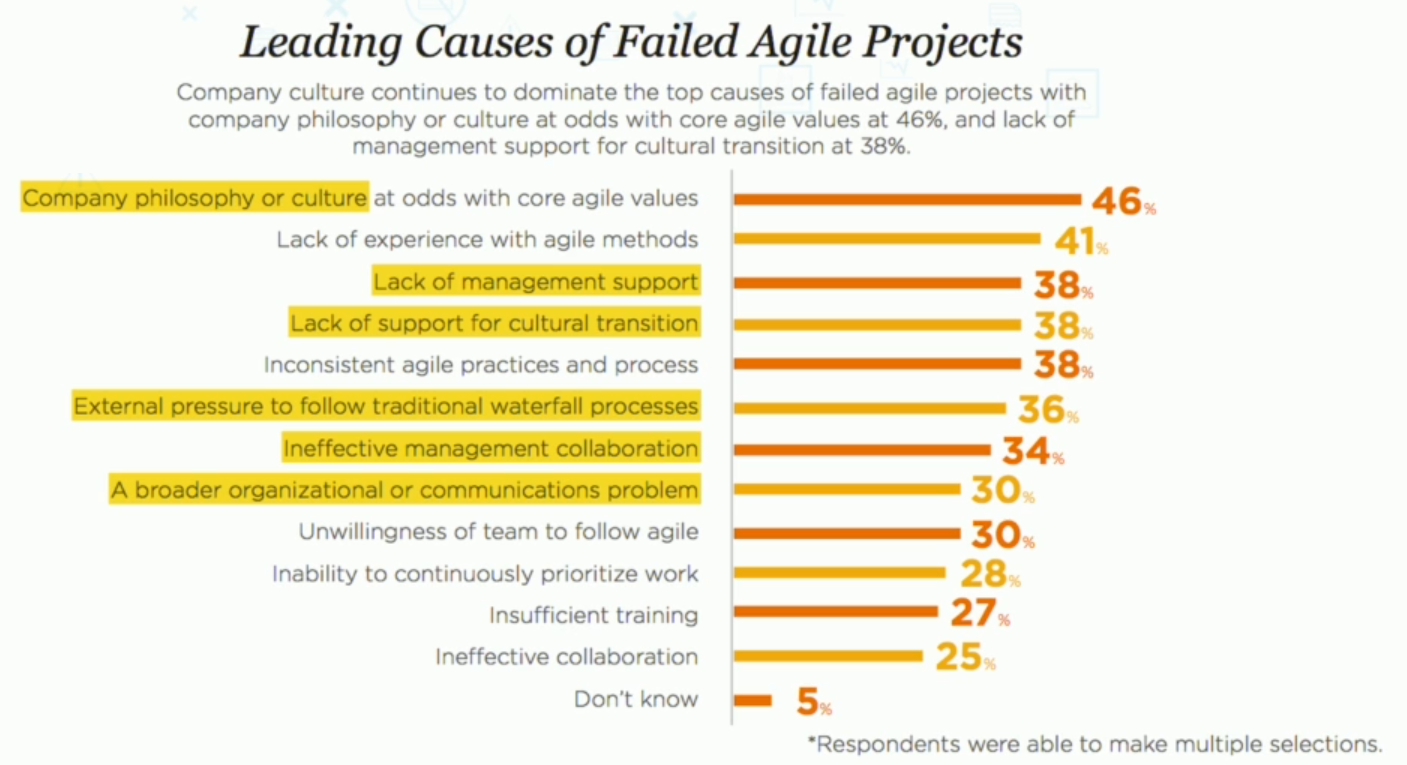 Leading Causes of Failed Agile Projects
Company culture continues to dominate the top causes of failed agile projects with
company philosophy or culture at odds with core agile values at 46%, and lack of
management support for cultural transition at 38%.
Company philosophy or culture at odds with core agile values 46%
Lack of experience with agile methods 41%
Lack of management support 38%
Lack of support for cultural transition 38%
Inconsistent agile practices and process 38%
External pressure to follow traditional waterfall processes 36%
Ineffective management collaboration 34%
A broader organizational or communications problem 30%
Unwillingness of team to follow agile 30%
Inability to continuously prioritize work 28%
Insufficient training 27%
Ineffective collaboration 25%
Don't know 5%
*Respondents were able to make multiple selections.